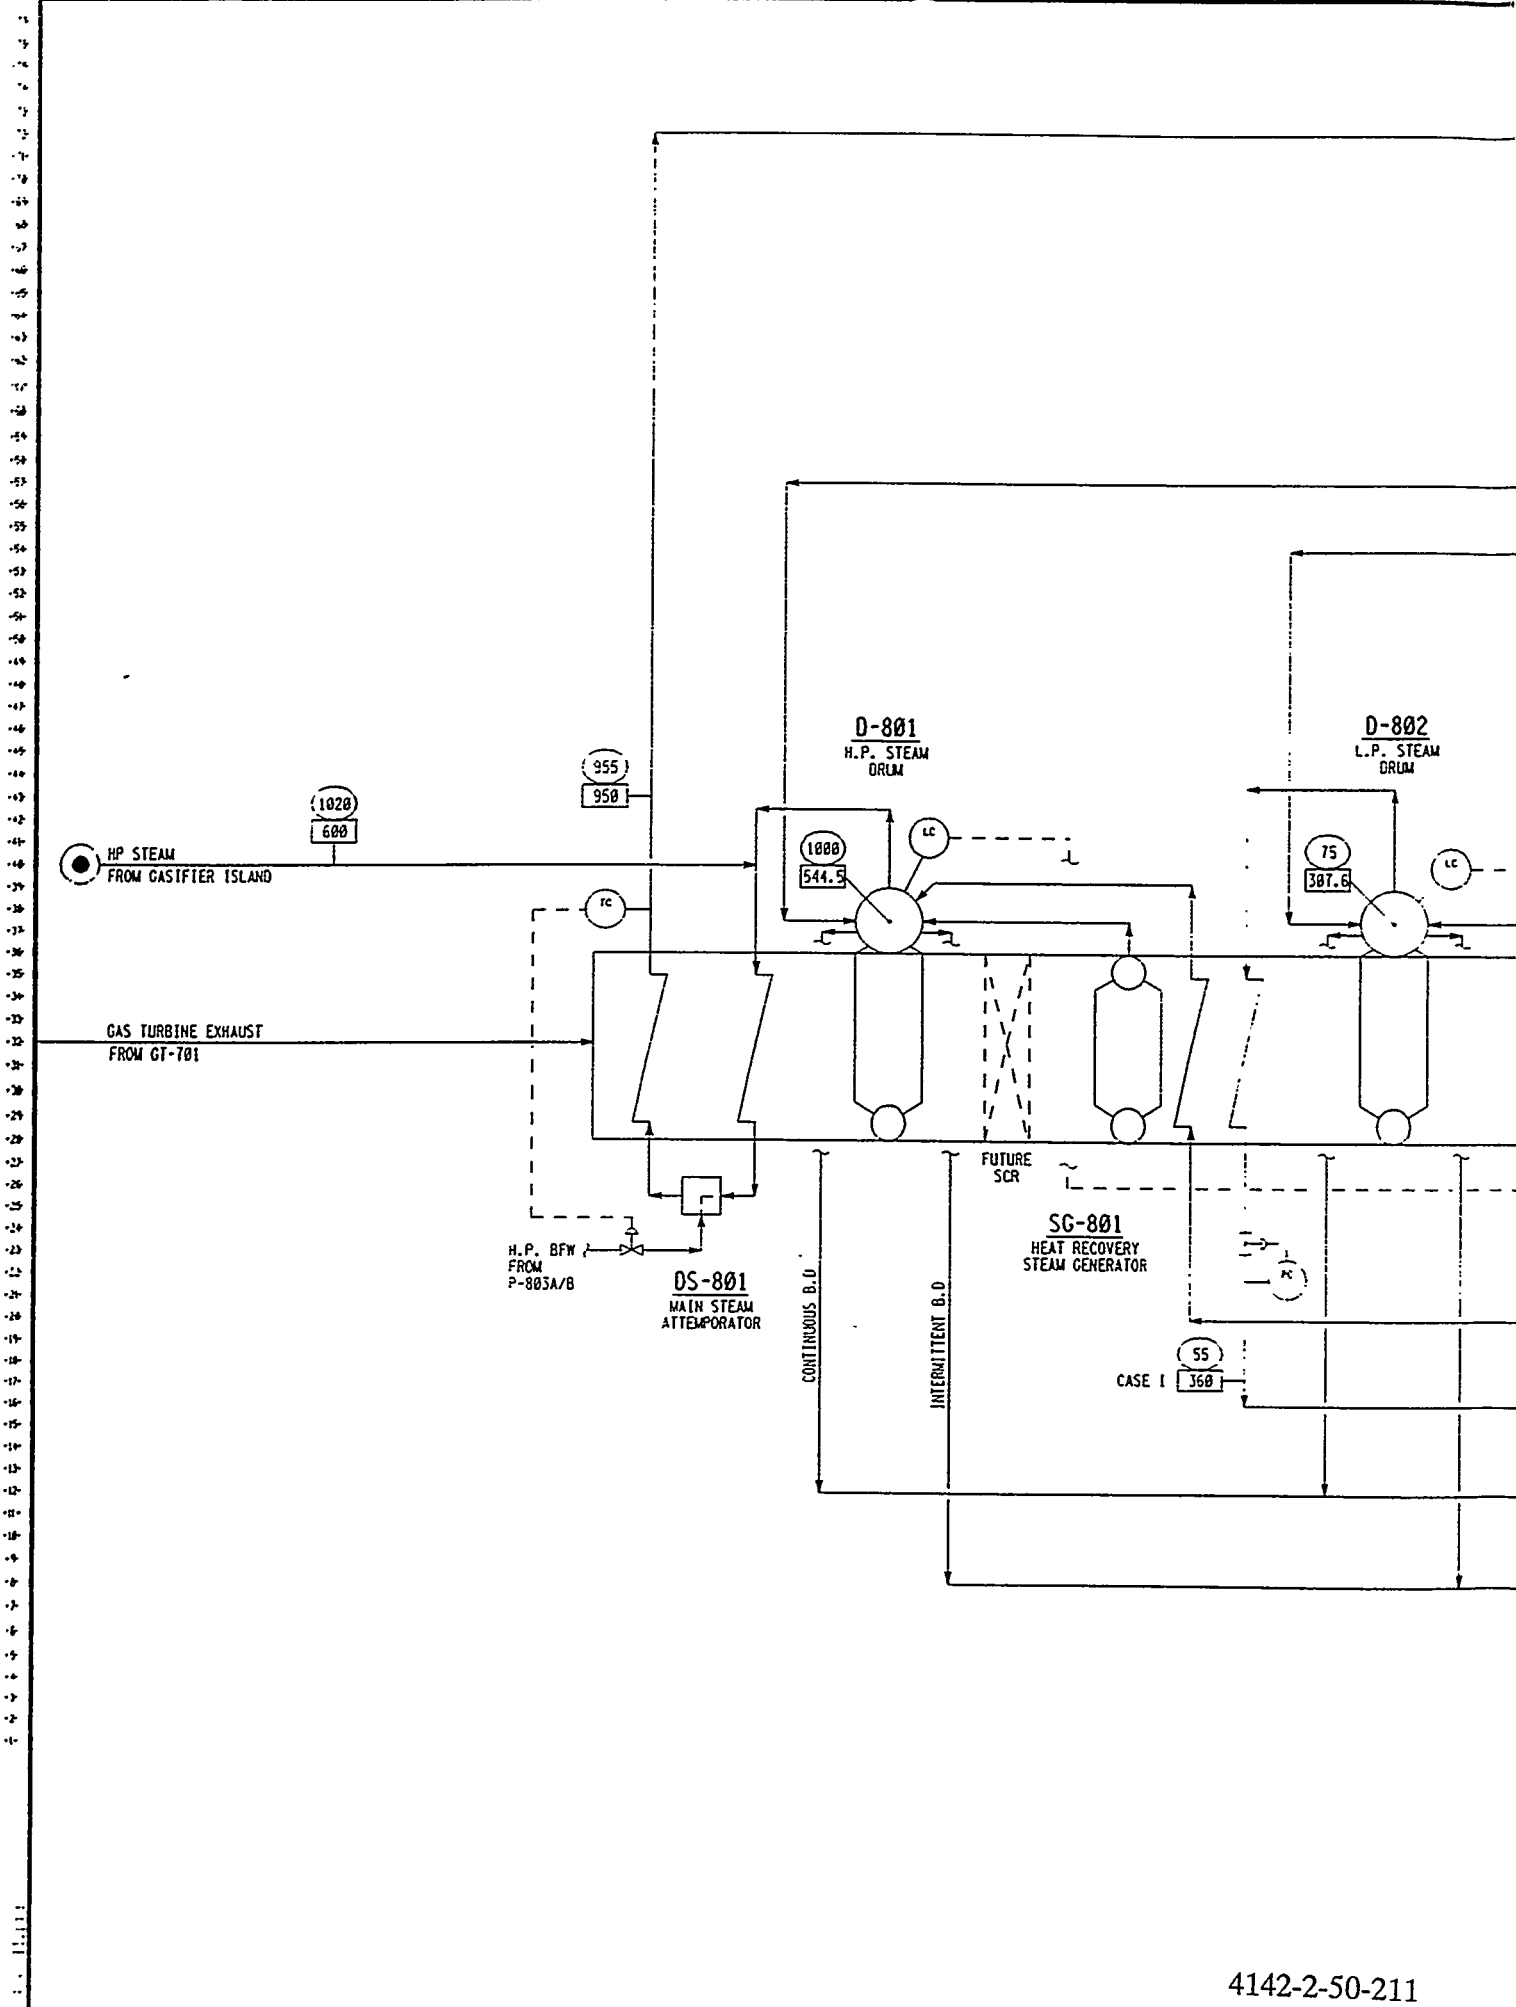 D-801
H.P. STEAM
DRUM
D-802
L.P. STEAM
DRUM
955
950
1020
600
HP STEAM
FROM GASIFIER ISLAND
LC
1000
544.5
75
307.6
LC
TC
GAS TURBINE EXHAUST
FROM GT-701
FUTURE
SCR
H.P. BFW
FROM
P-803A/B
DS-801
MAIN STEAM
ATTEMPORATOR
SG-801
HEAT RECOVERY
STEAM GENERATOR
PC
CONTINUOUS B.D
INTERMITTENT B.D
55
CASE I
360
4142-2-50-211